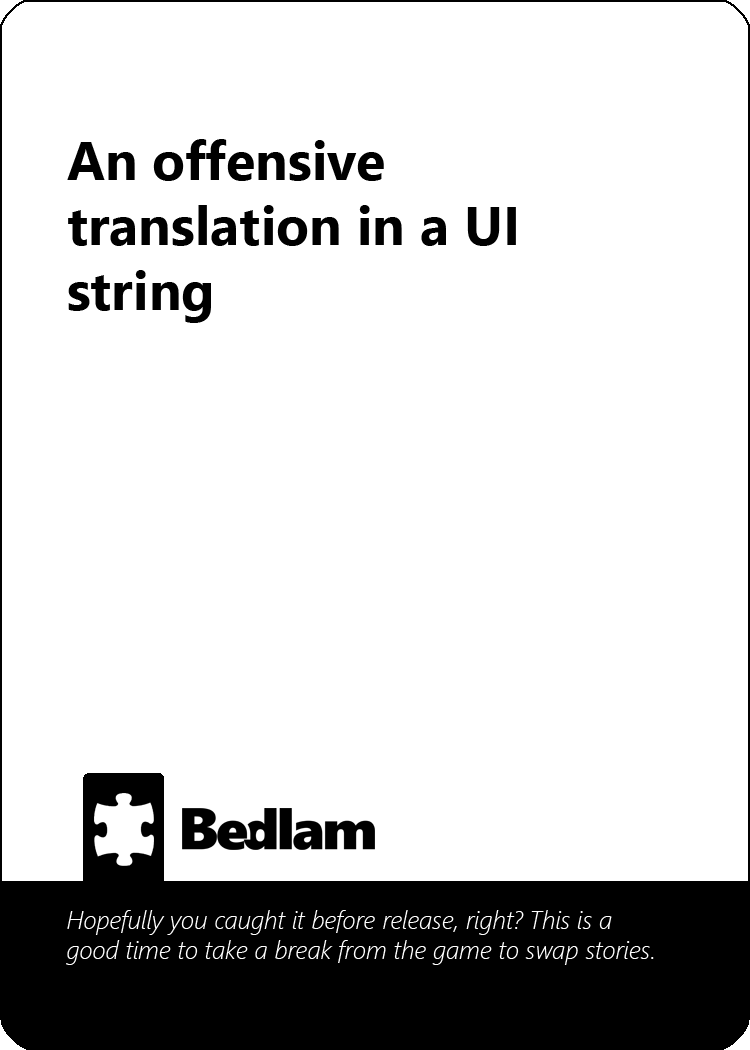 An offensive
translation in a UI
string
Bedlam
Hopefully you caught it before release, right? This is a
good time to take a break from the game to swap stories.